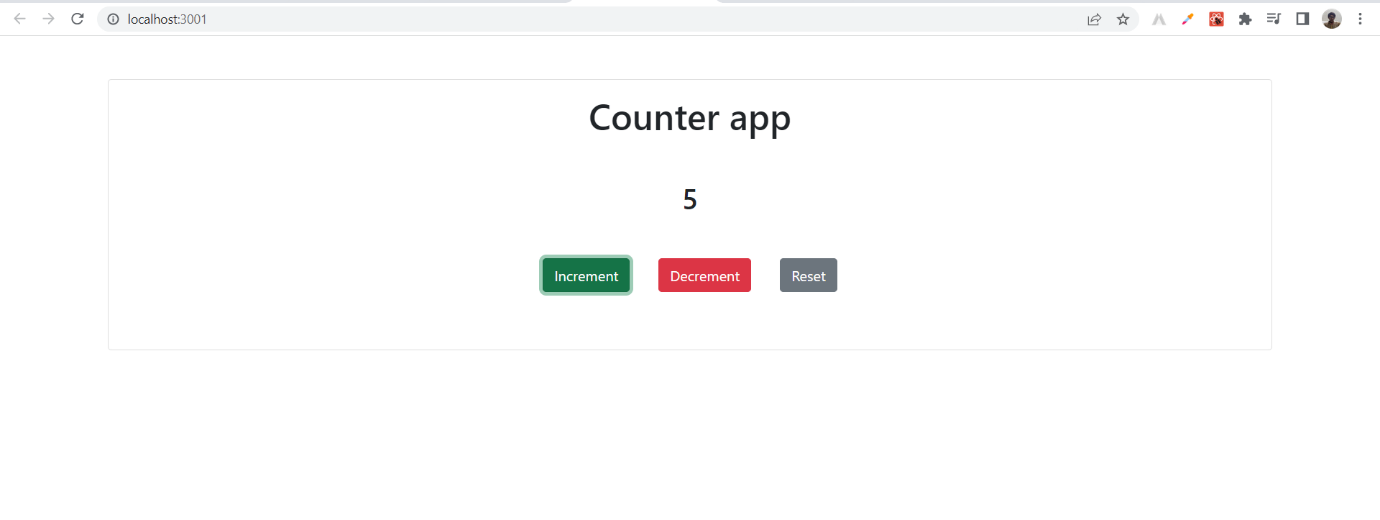 localhost:3001
Counter app
5
Increment Decrement Reset